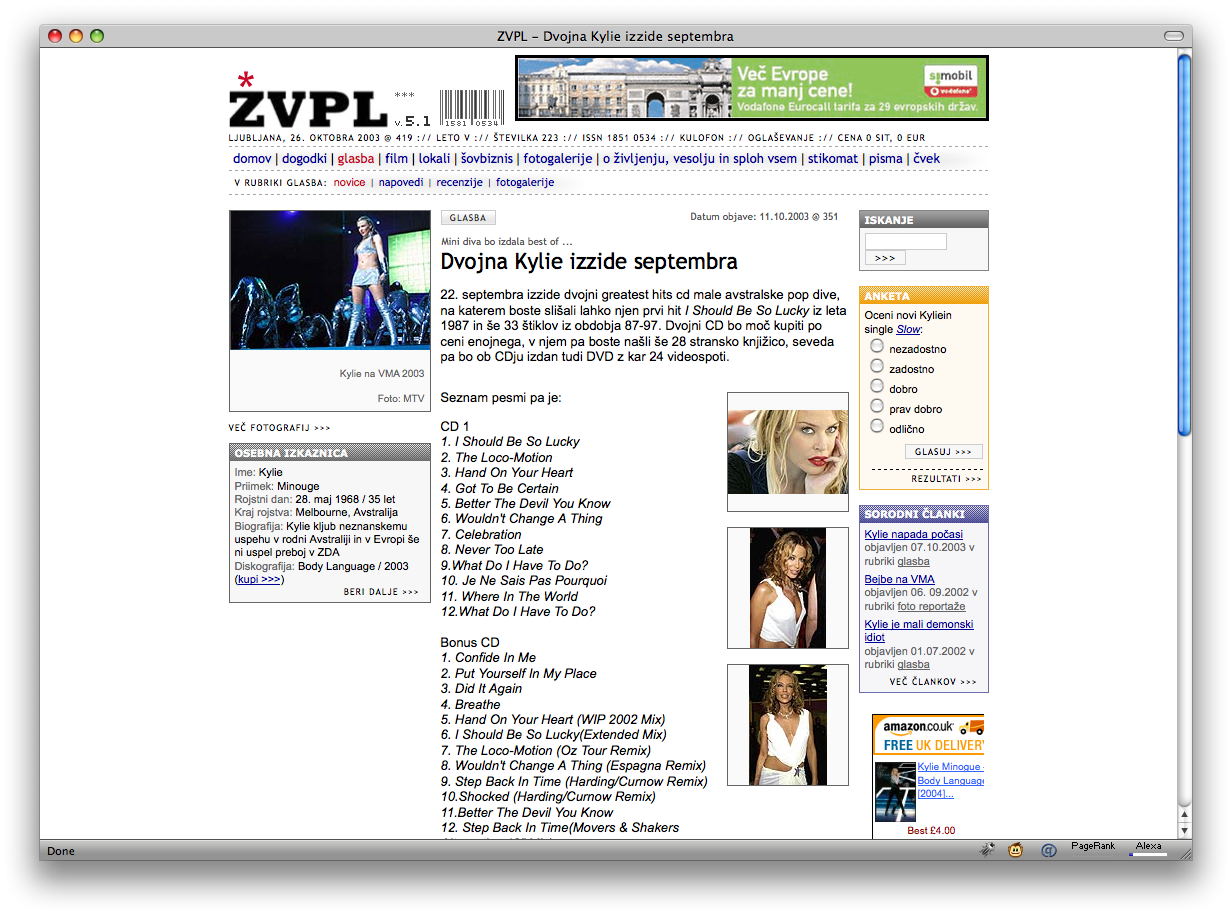 ZVPL – Dvojna Kylie izzide septembra
Več Evrope
za manj cene!
Vodafone Eurocall tarifa za 29 evropskih držav.
si.mobil
vodafone
* ŽVPL *** v.5.1
1581 0534
LJUBLJANA, 26. OKTOBRA 2003 @ 419 :// LETO V :// ŠTEVILKA 223 :// ISSN 1851 0534 :// KULOFON :// OGLAŠEVANJE :// CENA 0 SIT, 0 EUR
domov | dogodki | glasba | film | lokali | šovbiznis | fotogalerije | o življenju, vesolju in sploh vsem | stikomat | pisma | čvek
V RUBRIKI GLASBA: novice | napovedi | recenzije | fotogalerije
Kylie na VMA 2003
Foto: MTV
VEČ FOTOGRAFIJ >>>
OSEBNA IZKAZNICA
Ime: Kylie
Priimek: Minouge
Rojstni dan: 28. maj 1968 / 35 let
Kraj rojstva: Melbourne, Avstralija
Biografija: Kylie kljub neznanskemu
uspehu v rodni Avstraliji in v Evropi še
ni uspel preboj v ZDA
Diskografija: Body Language / 2003
(kupi >>>)
BERI DALJE >>>
GLASBA
Datum objave: 11.10.2003 @ 351
Mini diva bo izdala best of ...
Dvojna Kylie izzide septembra
22. septembra izzide dvojni greatest hits cd male avstralske pop dive,
na katerem boste slišali lahko njen prvi hit I Should Be So Lucky iz leta
1987 in še 33 štiklov iz obdobja 87-97. Dvojni CD bo moč kupiti po
ceni enojnega, v njem pa boste našli še 28 stransko knjižico, seveda
pa bo ob CDju izdan tudi DVD z kar 24 videospoti.
Seznam pesmi pa je:
CD 1
1. I Should Be So Lucky
2. The Loco-Motion
3. Hand On Your Heart
4. Got To Be Certain
5. Better The Devil You Know
6. Wouldn't Change A Thing
7. Celebration
8. Never Too Late
9.What Do I Have To Do?
10. Je Ne Sais Pas Pourquoi
11. Where In The World
12.What Do I Have To Do?
Bonus CD
1. Confide In Me
2. Put Yourself In My Place
3. Did It Again
4. Breathe
5. Hand On Your Heart (WIP 2002 Mix)
6. I Should Be So Lucky(Extended Mix)
7. The Loco-Motion (Oz Tour Remix)
8. Wouldn't Change A Thing (Espagna Remix)
9. Step Back In Time (Harding/Curnow Remix)
10.Shocked (Harding/Curnow Remix)
11.Better The Devil You Know
12. Step Back In Time(Movers & Shakers
ISKANJE
>>>
ANKETA
Oceni novi Kyliein
single Slow:
nezadostno
zadostno
dobro
prav dobro
odlično
GLASUJ >>>
REZULTATI >>>
SORODNI ČLANKI
Kylie napada počasi
objavljen 07.10.2003 v
rubriki glasba
Bejbe na VMA
objavljen 06. 09.2002 v
rubriki foto reportaže
Kylie je mali demonski
idiot
objavljen 01.07.2002 v
rubriki glasba
VEČ ČLANKOV >>>
amazon.co.uk
FREE UK DELIVERY
Kylie Minogue -
Body Language
[2004]...
Best £4.00
Done
PageRank
Alexa